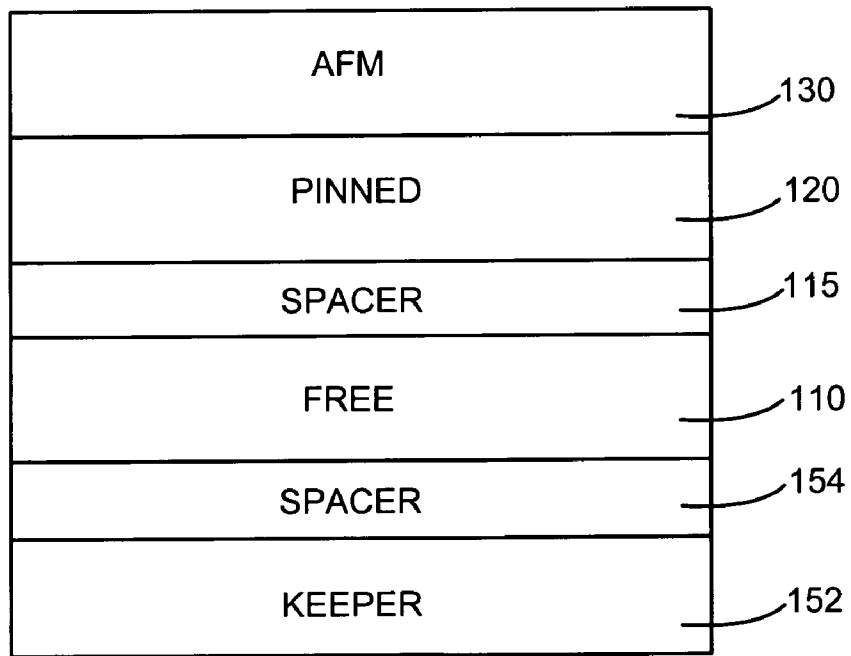 AFM
130
PINNED
120
SPACER
115
FREE
110
SPACER
154
KEEPER
152